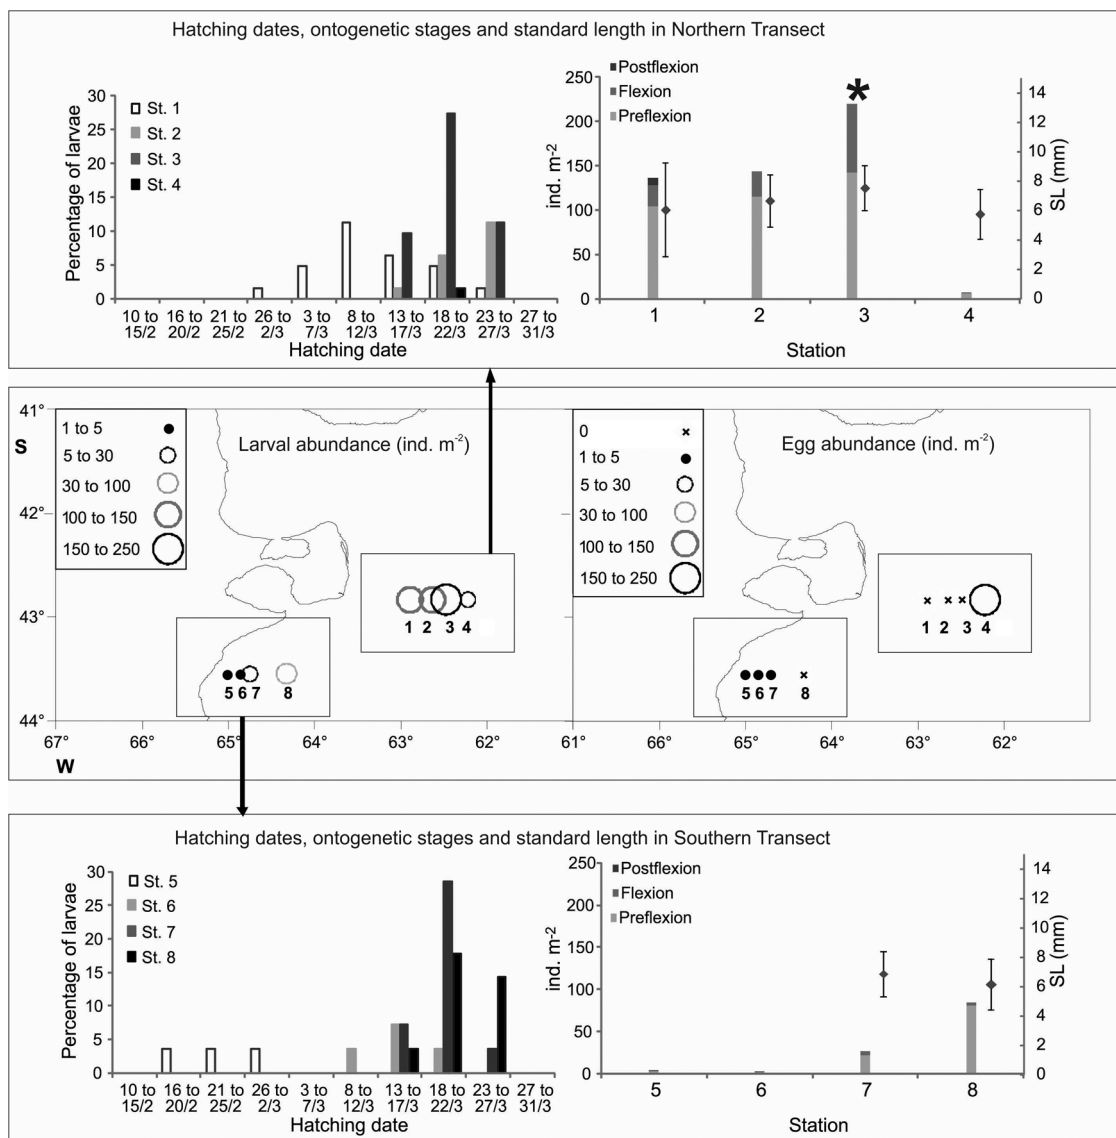 Hatching dates, ontogenetic stages and standard length in Northern Transect
Percentage of larvae
30
25
20
15
10
5
0
St. 1
St. 2
St. 3
St. 4
10 to 16 to 21 to 26 to 3 to 8 to 13 to 18 to 23 to 27 to
15/2 20/2 25/2 2/3 7/3 12/3 17/3 22/3 27/3 31/3
Hatching date
ind. m⁻²
250
200
150
100
50
0
Postflexion
Flexion
Preflexion
*
14
12
10
8
6
4
2
0
SL (mm)
1 2 3 4
Station
41°
S
42°
43°
44°
1 to 5
5 to 30
30 to 100
100 to 150
150 to 250
Larval abundance (ind. m⁻²)
1 2 3 4
5 6 7 8
67° 66° 65° 64° 63° 62° 61°
W
0
1 to 5
5 to 30
30 to 100
100 to 150
150 to 250
Egg abundance (ind. m⁻²)
1 2 3 4
5 6 7 8
66° 65° 64° 63° 62°
Hatching dates, ontogenetic stages and standard length in Southern Transect
Percentage of larvae
30
25
20
15
10
5
0
St. 5
St. 6
St. 7
St. 8
10 to 16 to 21 to 26 to 3 to 8 to 13 to 18 to 23 to 27 to
15/2 20/2 25/2 2/3 7/3 12/3 17/3 22/3 27/3 31/3
Hatching date
ind. m⁻²
250
200
150
100
50
0
Postflexion
Flexion
Preflexion
14
12
10
8
6
4
2
0
SL (mm)
5 6 7 8
Station